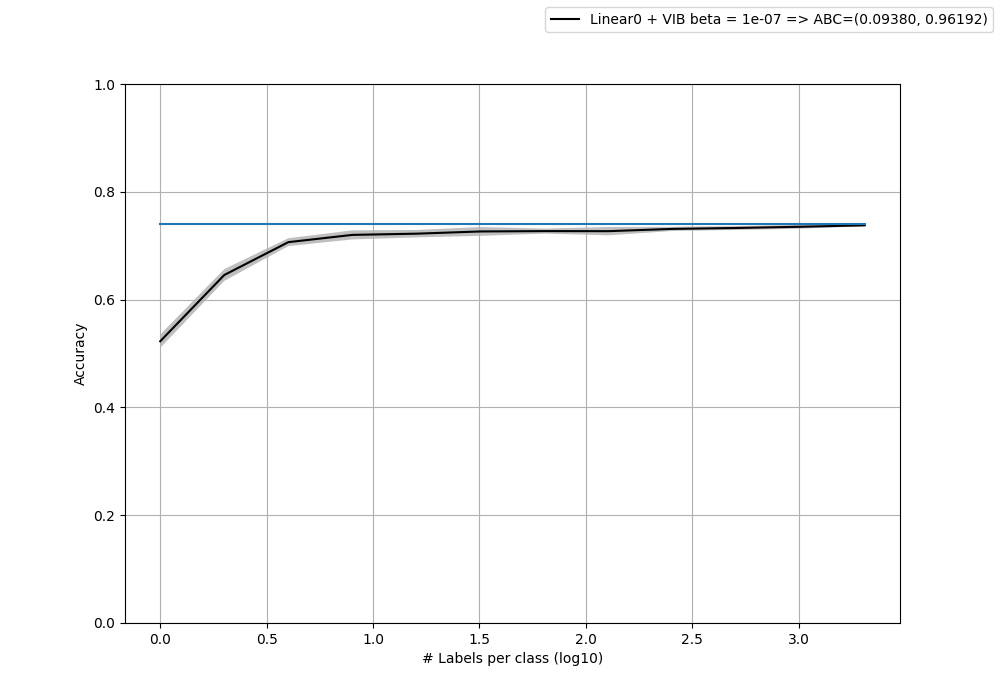 Linear0 + VIB beta = 1e-07 => ABC=(0.09380, 0.96192)
1.0
0.8
0.6
0.4
0.2
0.0
Accuracy
0.0 0.5 1.0 1.5 2.0 2.5 3.0
# Labels per class (log10)